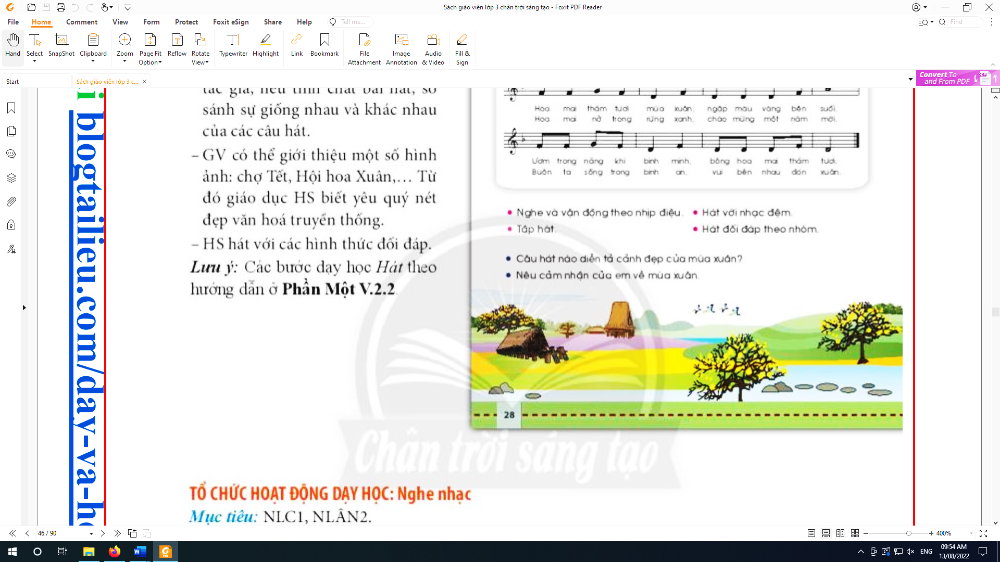 Sách giáo viên lớp 3 chân trời sáng tạo - Foxit PDF Reader
File Home Comment View Form Protect Foxit eSign Share Help Tell me... Find
Hand Select SnapShot Clipboard Zoom Page Fit Option Reflow Rotate View Typewriter Highlight Link Bookmark File Attachment Image Annotation Audio & Video Fill & Sign
Start Sách giáo viên lớp 3 c...
Convert To
and From PDF
PDF
i blogtailieu.com/day-va-h
tác giả, nêu tính chất bài hát, so
sánh sự giống nhau và khác nhau
của các câu hát.
– GV có thể giới thiệu một số hình
ảnh: chợ Tết, Hội hoa Xuân,... Từ
đó giáo dục HS biết yêu quý nét
đẹp văn hoá truyền thống.
– HS hát với các hình thức đối đáp.
Lưu ý: Các bước dạy học Hát theo
hướng dẫn ở Phần Một V.2.2.
Hoa mai thắm tươi mùa xuân, ngập màu vàng bên suối.
Hoa mai nở trong rừng xanh, chào mừng một năm mới.
Ươm trong nắng khi bình minh, bông hoa mai thắm tươi.
Buôn ta sống trong bình an, vui bên nhau đón xuân.
• Nghe và vận động theo nhịp điệu. • Hát với nhạc đệm.
• Tập hát. • Hát đối đáp theo nhóm.
• Câu hát nào diễn tả cảnh đẹp của mùa xuân?
• Nêu cảm nhận của em về mùa xuân.
28
Chân trời sáng tạo
TỔ CHỨC HOẠT ĐỘNG DẠY HỌC: Nghe nhạc
Mục tiêu: NLC1, NLÂN2.
46 / 90
400%
ENG
09:54 AM
13/08/2022